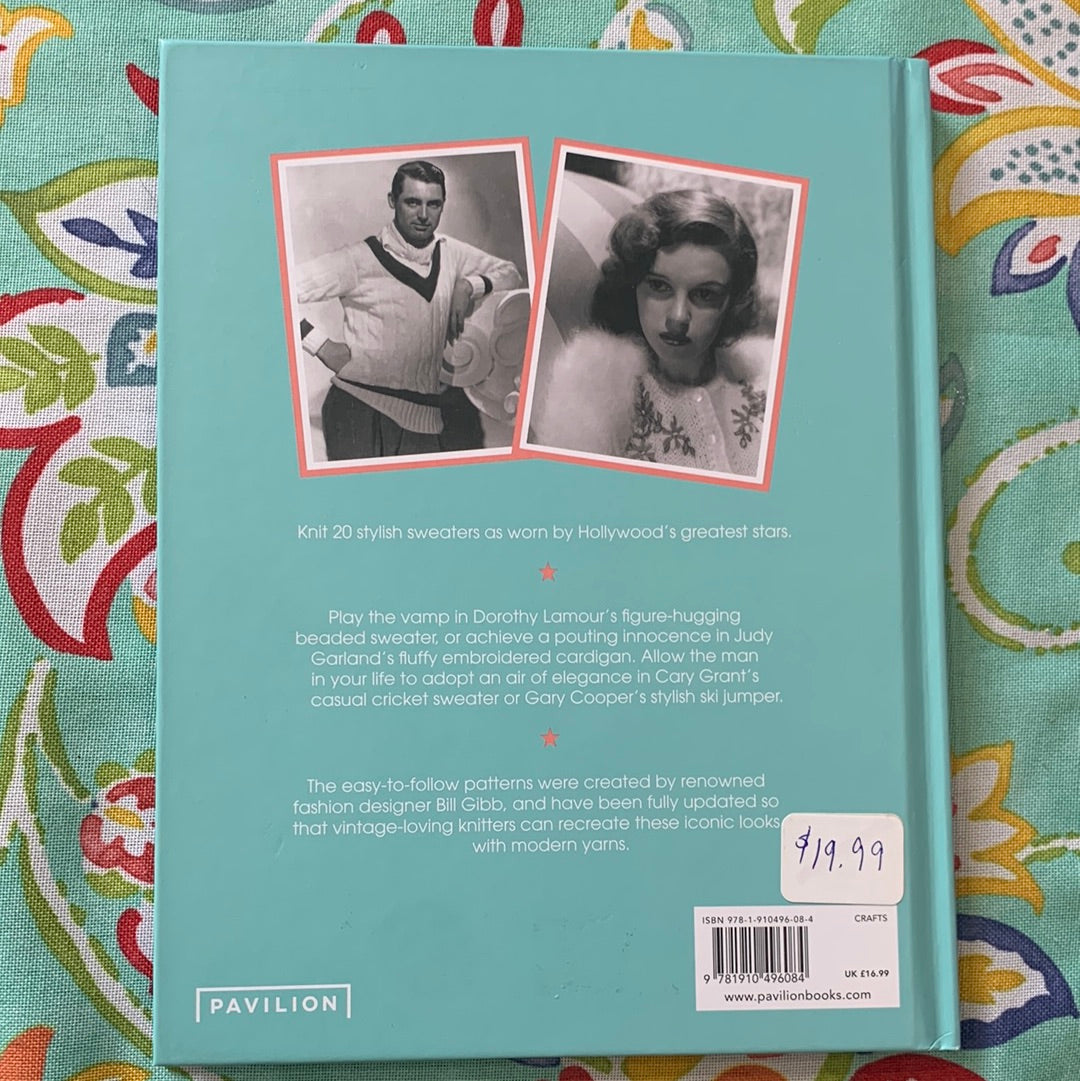 Knit 20 stylish sweaters as worn by Hollywood's greatest stars.
Play the vamp in Dorothy Lamour's figure-hugging
beaded sweater, or achieve a pouting innocence in Judy
Garland's fluffy embroidered cardigan. Allow the man
in your life to adopt an air of elegance in Cary Grant's
casual cricket sweater or Gary Cooper's stylish ski jumper.
The easy-to-follow patterns were created by renowned
fashion designer Bill Gibb, and have been fully updated so
that vintage-loving knitters can recreate these iconic looks
with modern yarns.
$19.99
ISBN 978-1-910496-08-4 CRAFTS
9 781910 496084 UK £16.99
www.pavilionbooks.com
PAVILION